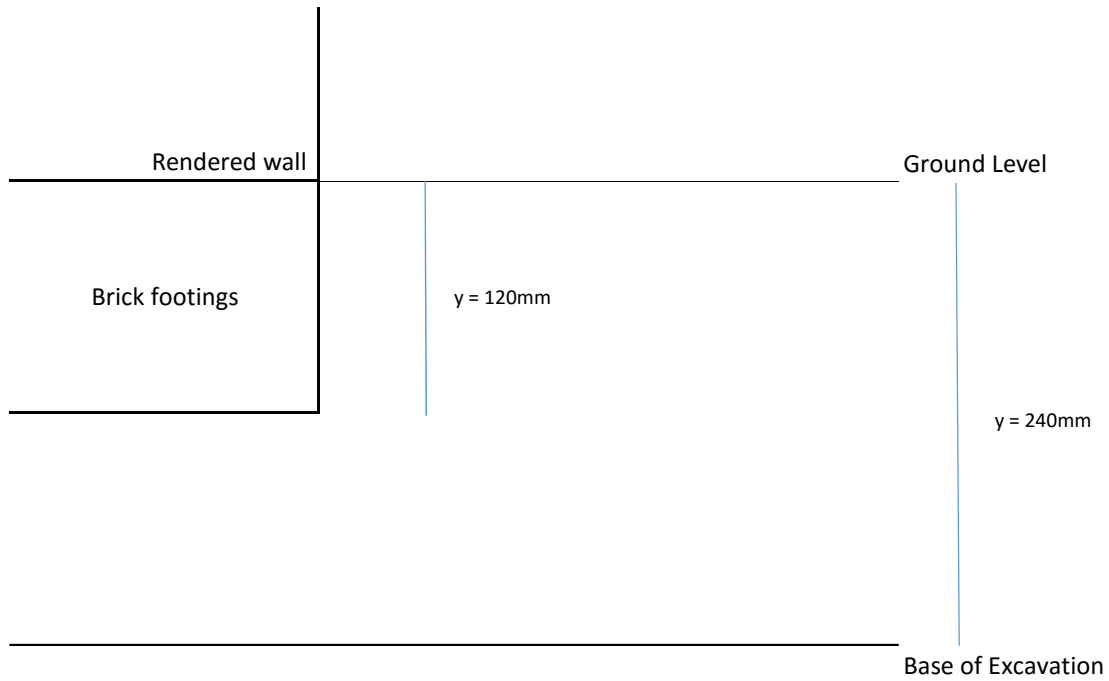 Rendered wall
Ground Level
Brick footings
y = 120mm
y = 240mm
Base of Excavation